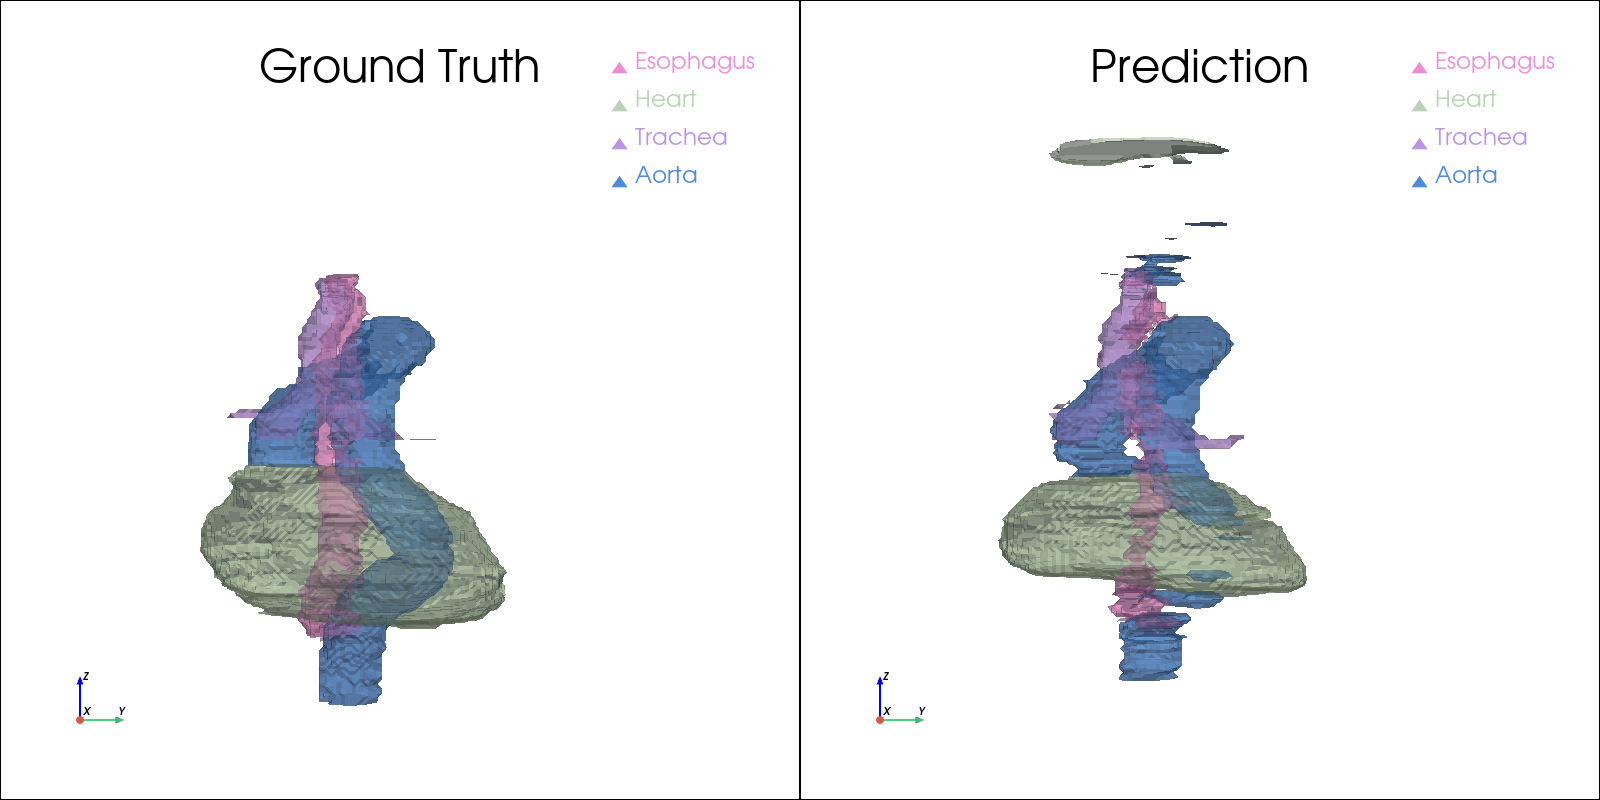 Ground Truth
Esophagus
Heart
Trachea
Aorta
Z
X Y
Prediction
Esophagus
Heart
Trachea
Aorta
Z
X Y